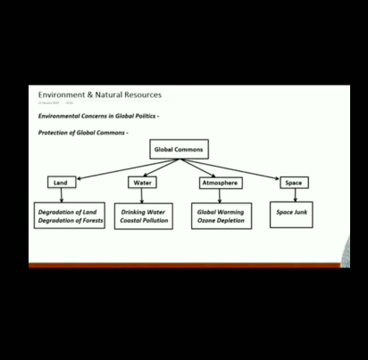 Environment & Natural Resources
Environmental Concerns in Global Politics -
Protection of Global Commons -
Global Commons
Land
Water
Atmosphere
Space
Degradation of Land
Degradation of Forests
Drinking Water
Coastal Pollution
Global Warming
Ozone Depletion
Space Junk